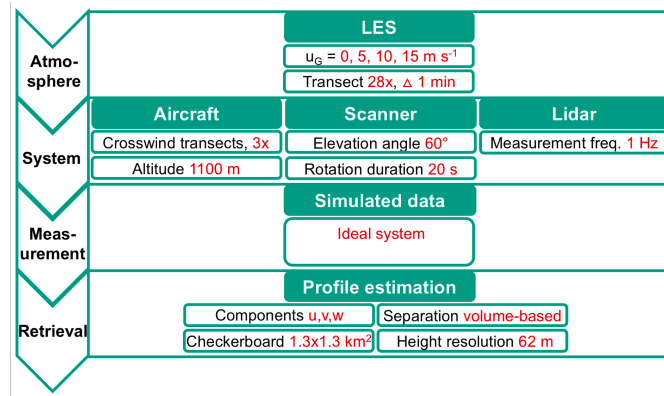 Atmo-
sphere
LES
u_G = 0, 5, 10, 15 m s⁻¹
Transect 28x, △ 1 min
System
Aircraft
Scanner
Lidar
Crosswind transects, 3x
Elevation angle 60°
Measurement freq. 1 Hz
Altitude 1100 m
Rotation duration 20 s
Meas-
urement
Simulated data
Ideal system
Retrieval
Profile estimation
Components u,v,w
Separation volume-based
Checkerboard 1.3x1.3 km²
Height resolution 62 m